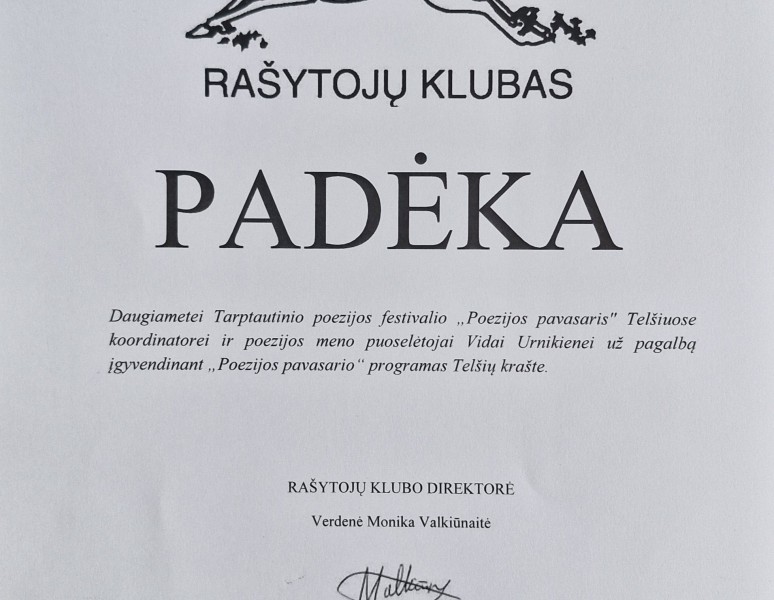 RAŠYTOJŲ KLUBAS
PADĖKA
Daugiametei Tarptautinio poezijos festivalio „Poezijos pavasaris" Telšiuose
koordinatorei ir poezijos meno puoselėtojai Vidai Urnikienei už pagalbą
įgyvendinant „Poezijos pavasario“ programas Telšių krašte.
RAŠYTOJŲ KLUBO DIREKTORĖ
Verdenė Monika Valkiūnaitė